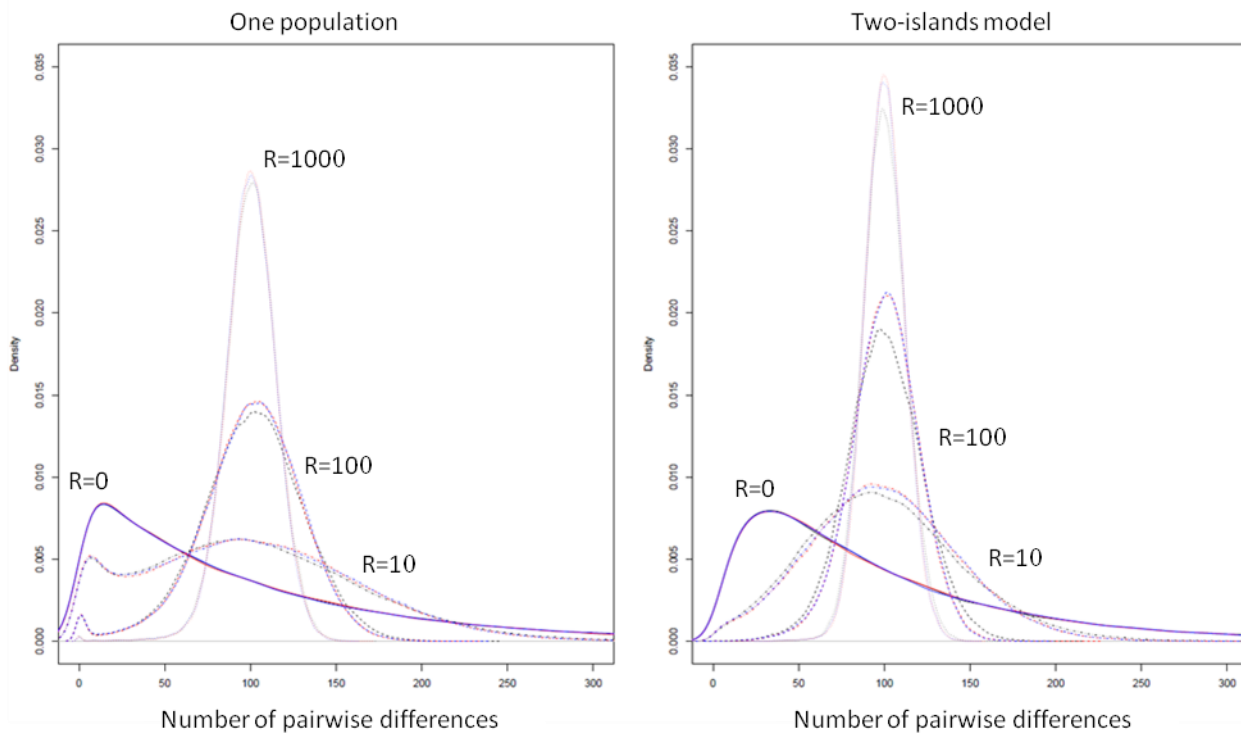 One population
Two-islands model
0.035
0.030
0.025
0.020
0.015
0.010
0.005
0.000
Density
R=1000
R=100
R=0
R=10
0 50 100 150 200 250 300
Number of pairwise differences
0.035
0.030
0.025
0.020
0.015
0.010
0.005
0.000
Density
R=1000
R=100
R=0
R=10
0 50 100 150 200 250 300
Number of pairwise differences